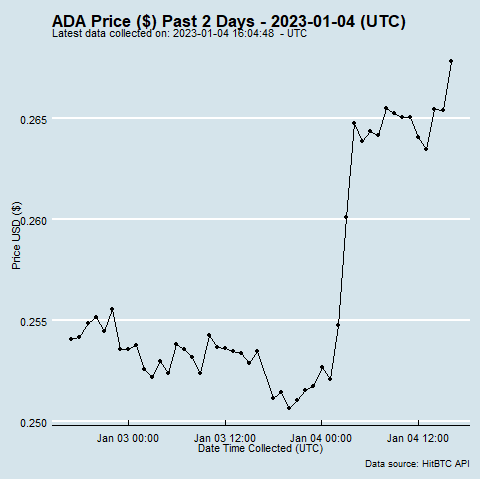 ADA Price ($) Past 2 Days - 2023-01-04 (UTC)
Latest data collected on: 2023-01-04 16:04:48 - UTC
0.265
0.260
0.255
0.250
Price USD ($)
Jan 03 00:00 Jan 03 12:00 Jan 04 00:00 Jan 04 12:00
Date Time Collected (UTC)
Data source: HitBTC API